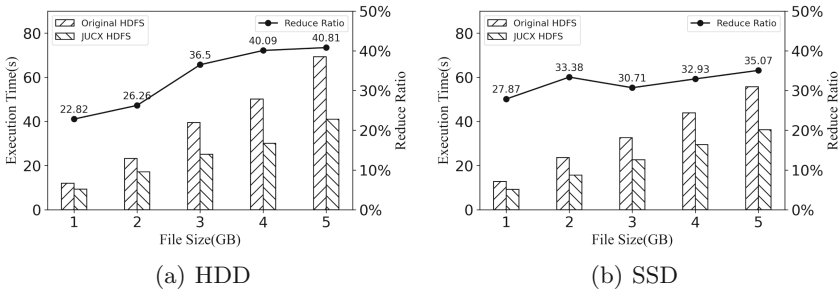 Original HDFS
JUCX HDFS
Reduce Ratio
Execution Time(s)
0
20
40
60
80
22.82
26.26
36.5
40.09
40.81
0%
10%
20%
30%
40%
50%
Reduce Ratio
1 2 3 4 5
File Size(GB)
(a) HDD
Original HDFS
JUCX HDFS
Reduce Ratio
Execution Time(s)
0
20
40
60
80
27.87
33.38
30.71
32.93
35.07
0%
10%
20%
30%
40%
50%
Reduce Ratio
1 2 3 4 5
File Size(GB)
(b) SSD